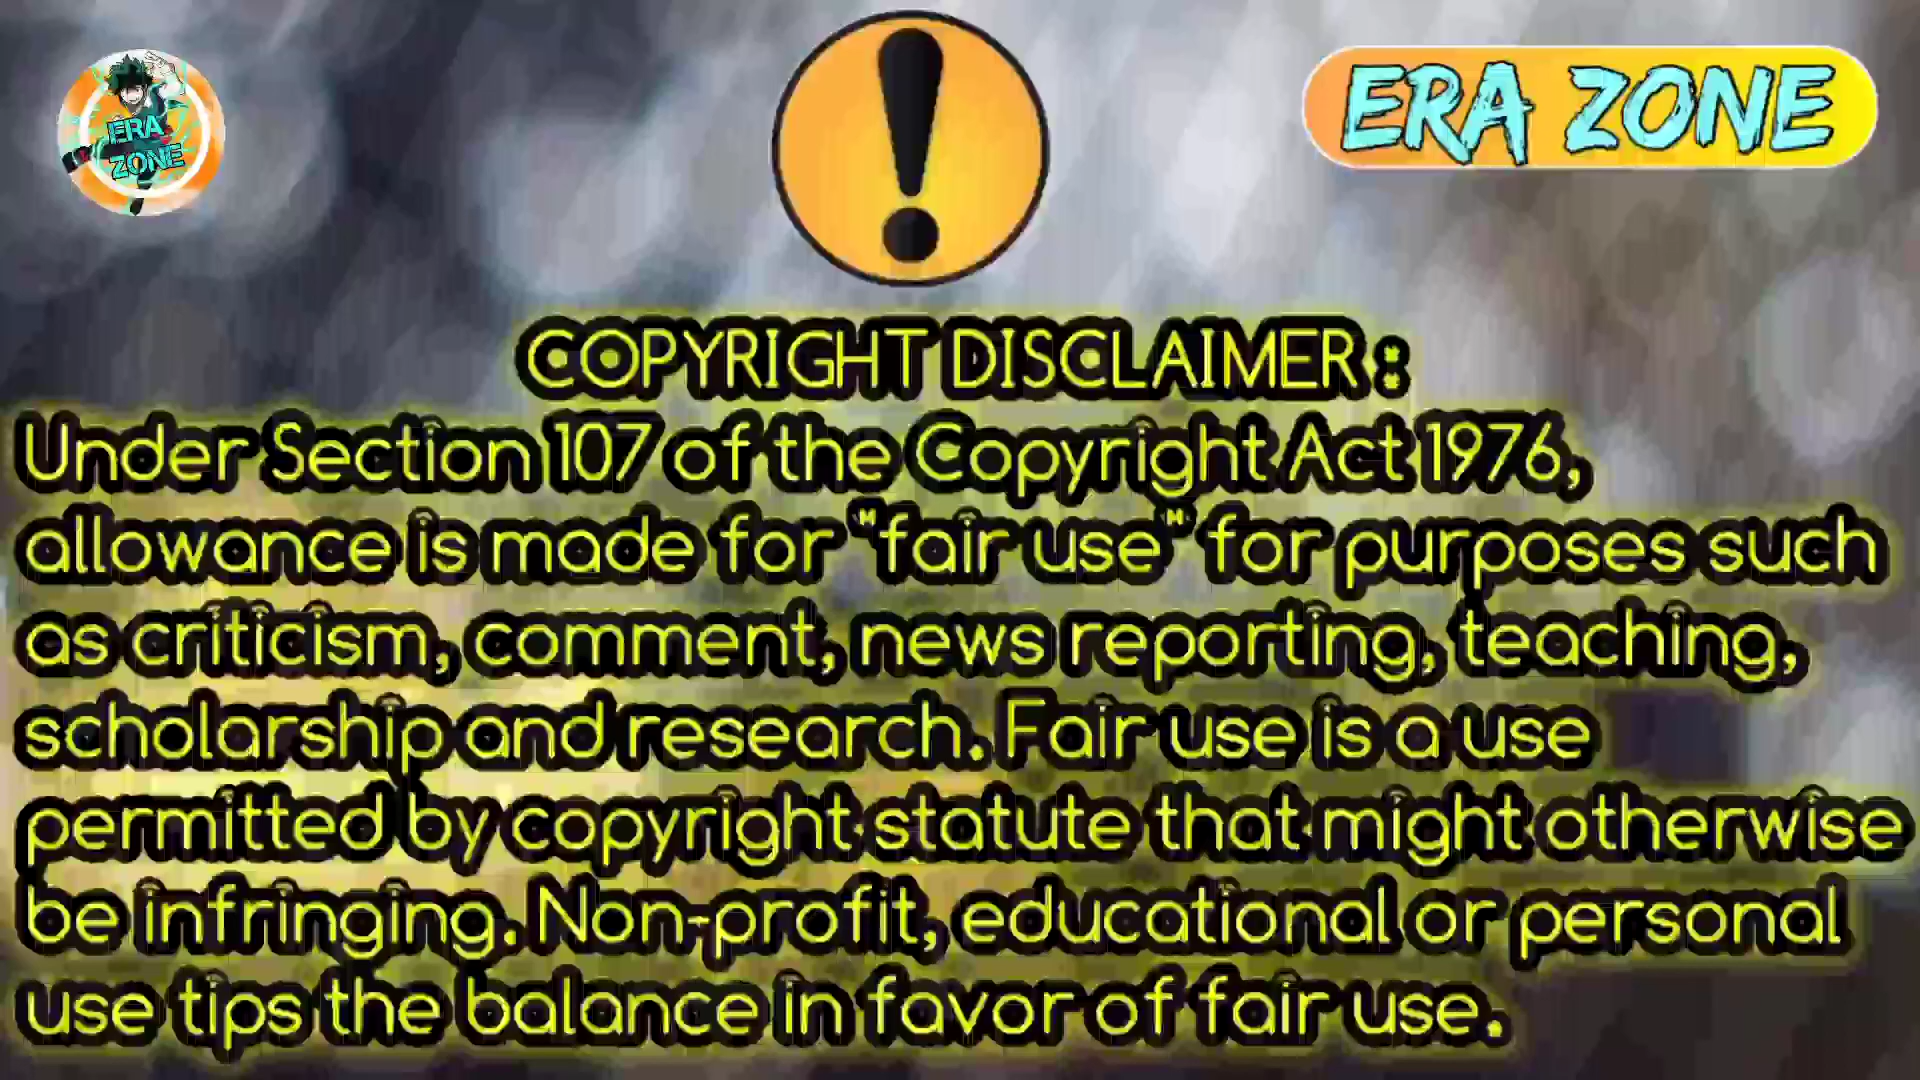 ERA
ZONE
ERA ZONE
COPYRIGHT DISCLAIMER :
Under Section 107 of the Copyright Act 1976,
allowance is made for "fair use" for purposes such
as criticism, comment, news reporting, teaching,
scholarship and research. Fair use is a use
permitted by copyright statute that might otherwise
be infringing. Non-profit, educational or personal
use tips the balance in favor of fair use.